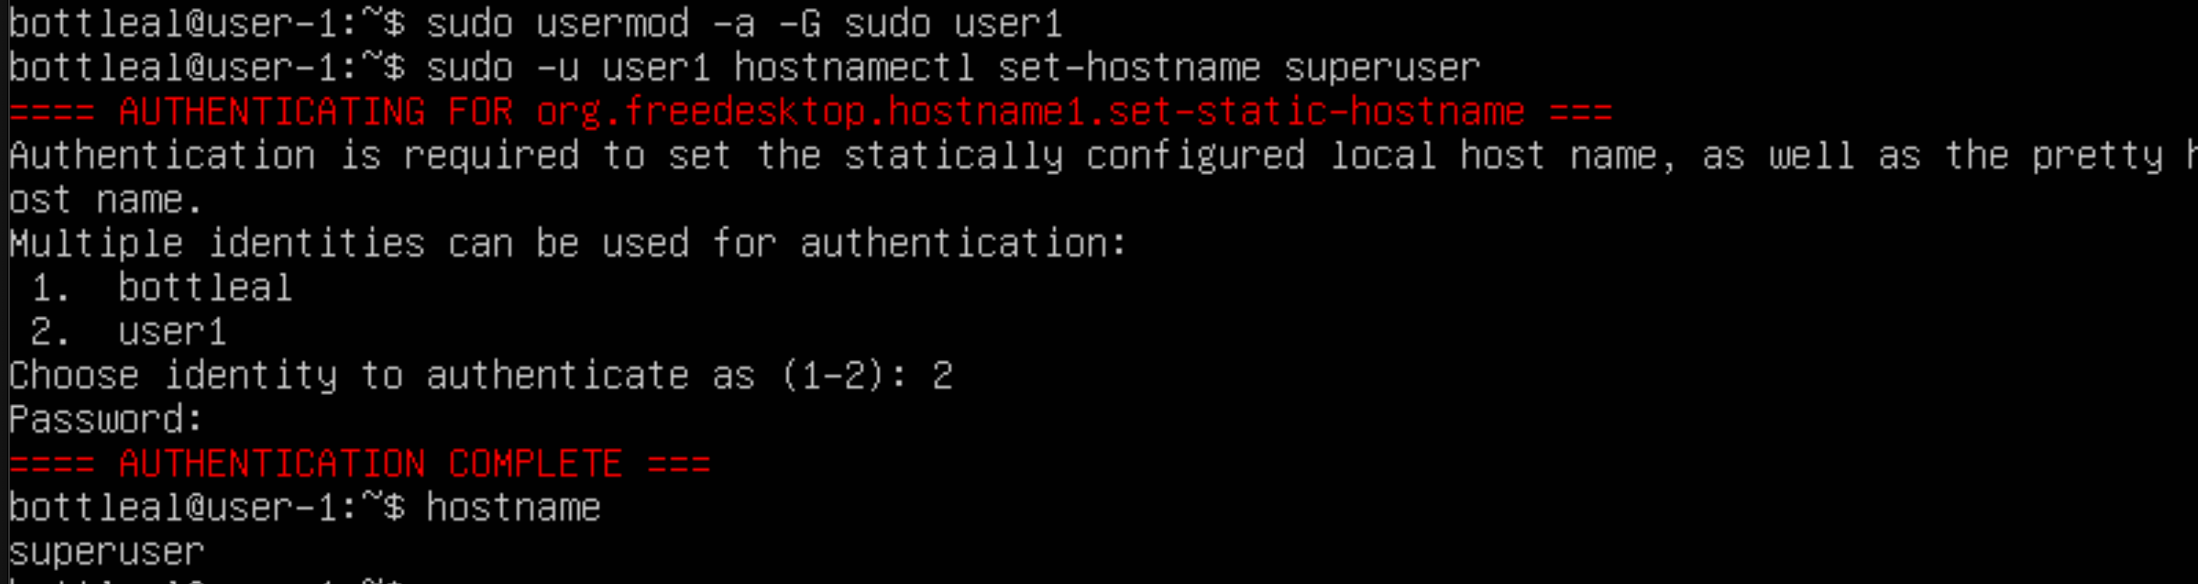 bottleal@user-1:~$ sudo usermod -a -G sudo user1
bottleal@user-1:~$ sudo -u user1 hostnamectl set-hostname superuser
==== AUTHENTICATING FOR org.freedesktop.hostname1.set-static-hostname ===
Authentication is required to set the statically configured local host name, as well as the pretty h
ost name.
Multiple identities can be used for authentication:
 1.  bottleal
 2.  user1
Choose identity to authenticate as (1-2): 2
Password:
==== AUTHENTICATION COMPLETE ===
bottleal@user-1:~$ hostname
superuser